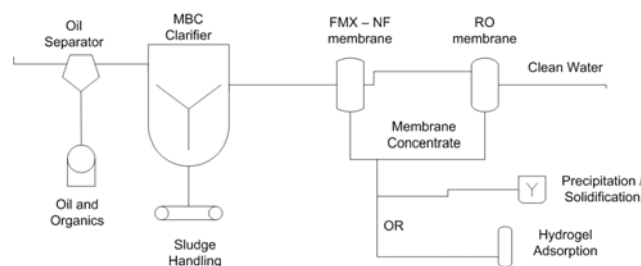 Oil
Separator
MBC
Clarifier
FMX – NF
membrane
RO
membrane
Clean Water
Membrane
Concentrate
Oil and
Organics
Sludge
Handling
Precipitation /
Solidification
OR
Hydrogel
Adsorption